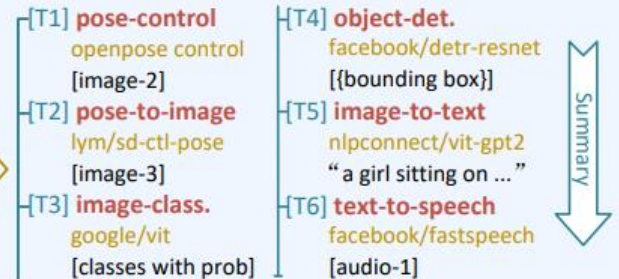 [T1] pose-control
openpose control
[image-2]
[T2] pose-to-image
lym/sd-ctl-pose
[image-3]
[T3] image-class.
google/vit
[classes with prob]
[T4] object-det.
facebook/detr-resnet
[{bounding box}]
[T5] image-to-text
nlpconnect/vit-gpt2
“a girl sitting on ...”
[T6] text-to-speech
facebook/fastspeech
[audio-1]
Summary